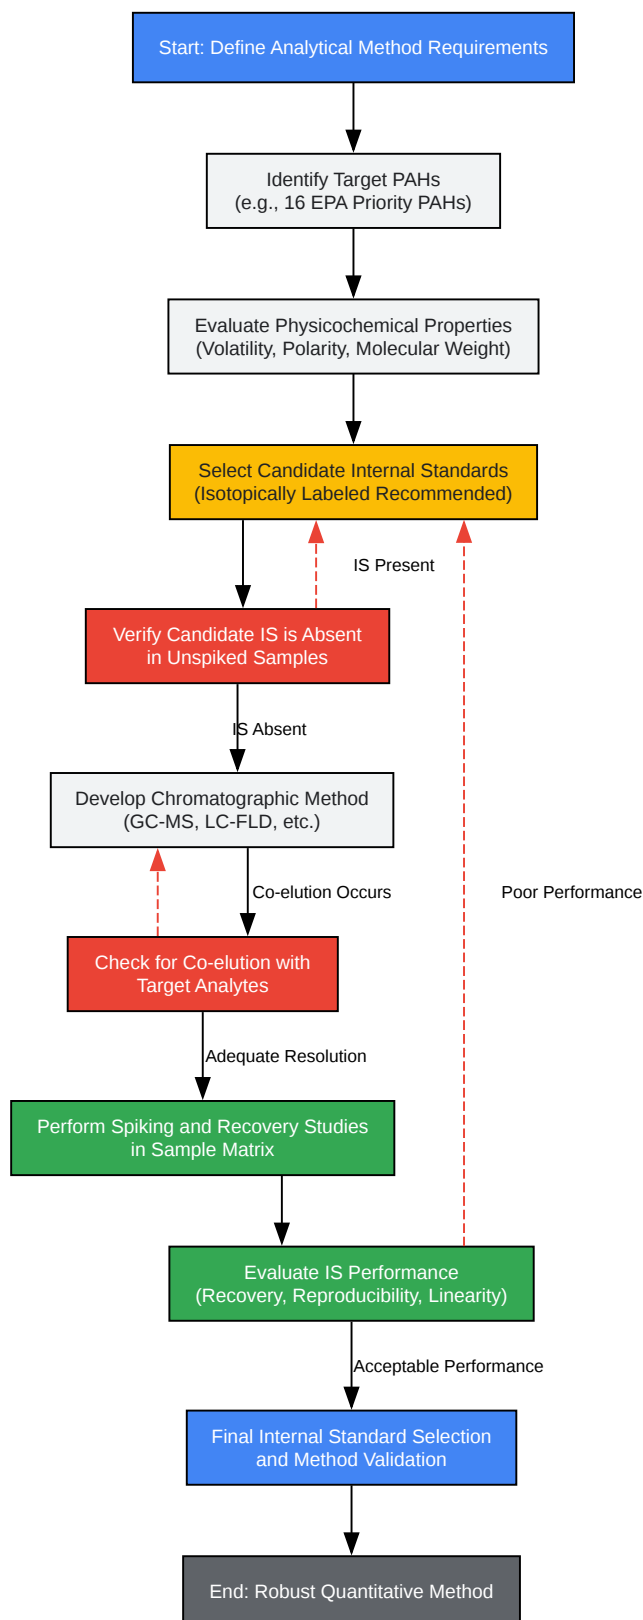 Start: Define Analytical Method Requirements
Identify Target PAHs
(e.g., 16 EPA Priority PAHs)
Evaluate Physicochemical Properties
(Volatility, Polarity, Molecular Weight)
Select Candidate Internal Standards
(Isotopically Labeled Recommended)
IS Present
Verify Candidate IS is Absent
in Unspiked Samples
IS Absent
Develop Chromatographic Method
(GC-MS, LC-FLD, etc.)
Co-elution Occurs
Poor Performance
Check for Co-elution with
Target Analytes
Adequate Resolution
Perform Spiking and Recovery Studies
in Sample Matrix
Evaluate IS Performance
(Recovery, Reproducibility, Linearity)
Acceptable Performance
Final Internal Standard Selection
and Method Validation
End: Robust Quantitative Method